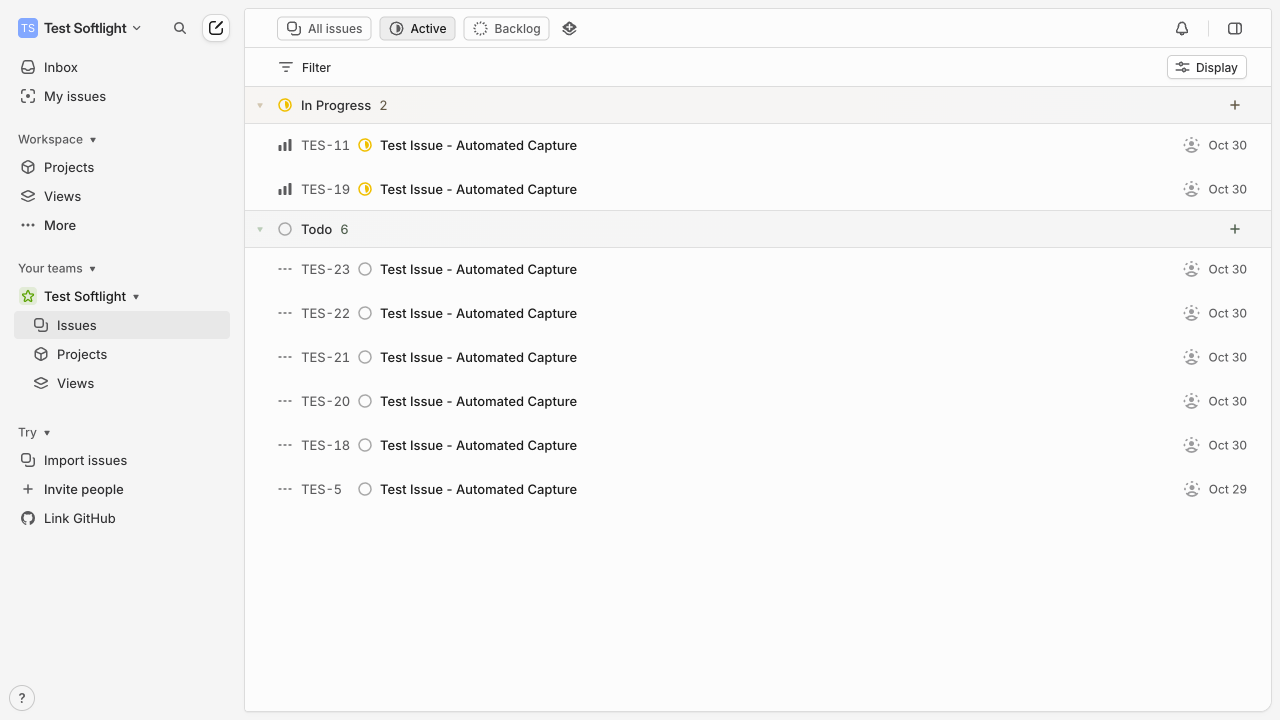 TS Test Softlight
Inbox
My issues
Workspace
Projects
Views
More
Your teams
Test Softlight
Issues
Projects
Views
Try
Import issues
Invite people
Link GitHub
?
All issues Active Backlog
Filter Display
In Progress 2
TES-11 Test Issue - Automated Capture Oct 30
TES-19 Test Issue - Automated Capture Oct 30
Todo 6
TES-23 Test Issue - Automated Capture Oct 30
TES-22 Test Issue - Automated Capture Oct 30
TES-21 Test Issue - Automated Capture Oct 30
TES-20 Test Issue - Automated Capture Oct 30
TES-18 Test Issue - Automated Capture Oct 30
TES-5 Test Issue - Automated Capture Oct 29